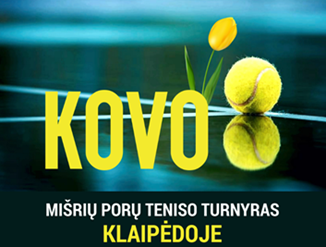 KOVO
MIŠRIŲ PORŲ TENISO TURNYRAS
KLAIPĖDOJE